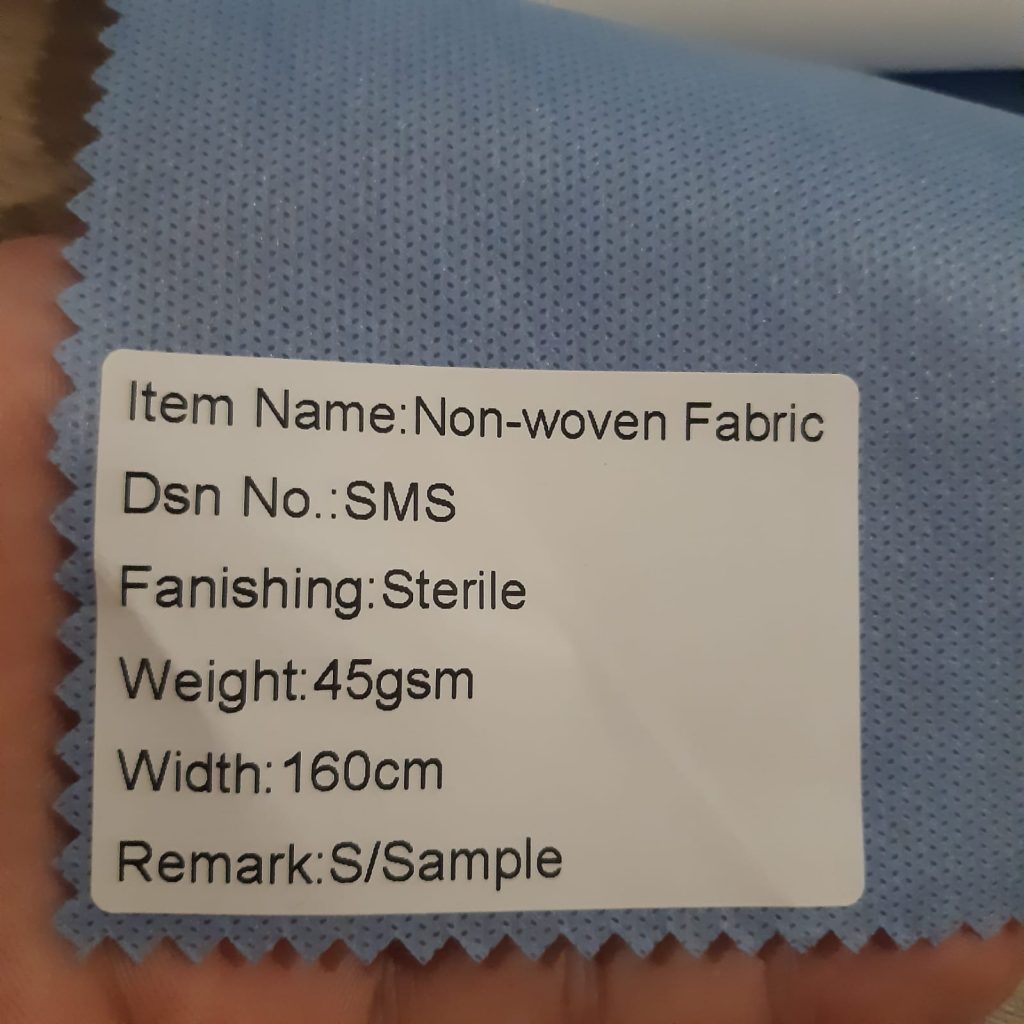 Item Name:Non-woven Fabric
Dsn No.:SMS
Fanishing:Sterile
Weight:45gsm
Width:160cm
Remark:S/Sample